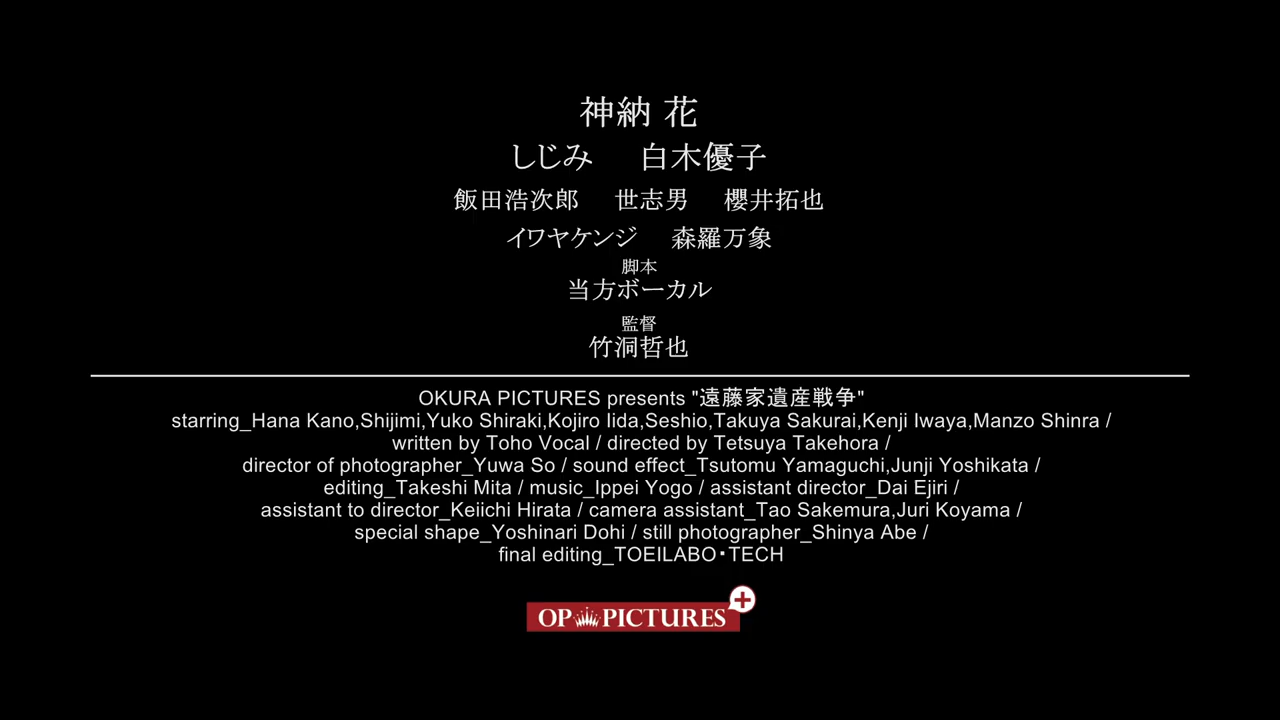 神納 花
しじみ 白木優子
飯田浩次郎 世志男 櫻井拓也
イワヤケンジ 森羅万象
脚本
当方ボーカル
監督
竹洞哲也
OKURA PICTURES presents "遠藤家遺産戦争"
starring_Hana Kano,Shijimi,Yuko Shiraki,Kojiro Iida,Seshio,Takuya Sakurai,Kenji Iwaya,Manzo Shinra /
written by Toho Vocal / directed by Tetsuya Takehora /
director of photographer_Yuwa So / sound effect_Tsutomu Yamaguchi,Junji Yoshikata /
editing_Takeshi Mita / music_Ippei Yogo / assistant director_Dai Ejiri /
assistant to director_Keiichi Hirata / camera assistant_Tao Sakemura,Juri Koyama /
special shape_Yoshinari Dohi / still photographer_Shinya Abe /
final editing_TOEILABO・TECH
OP PICTURES+